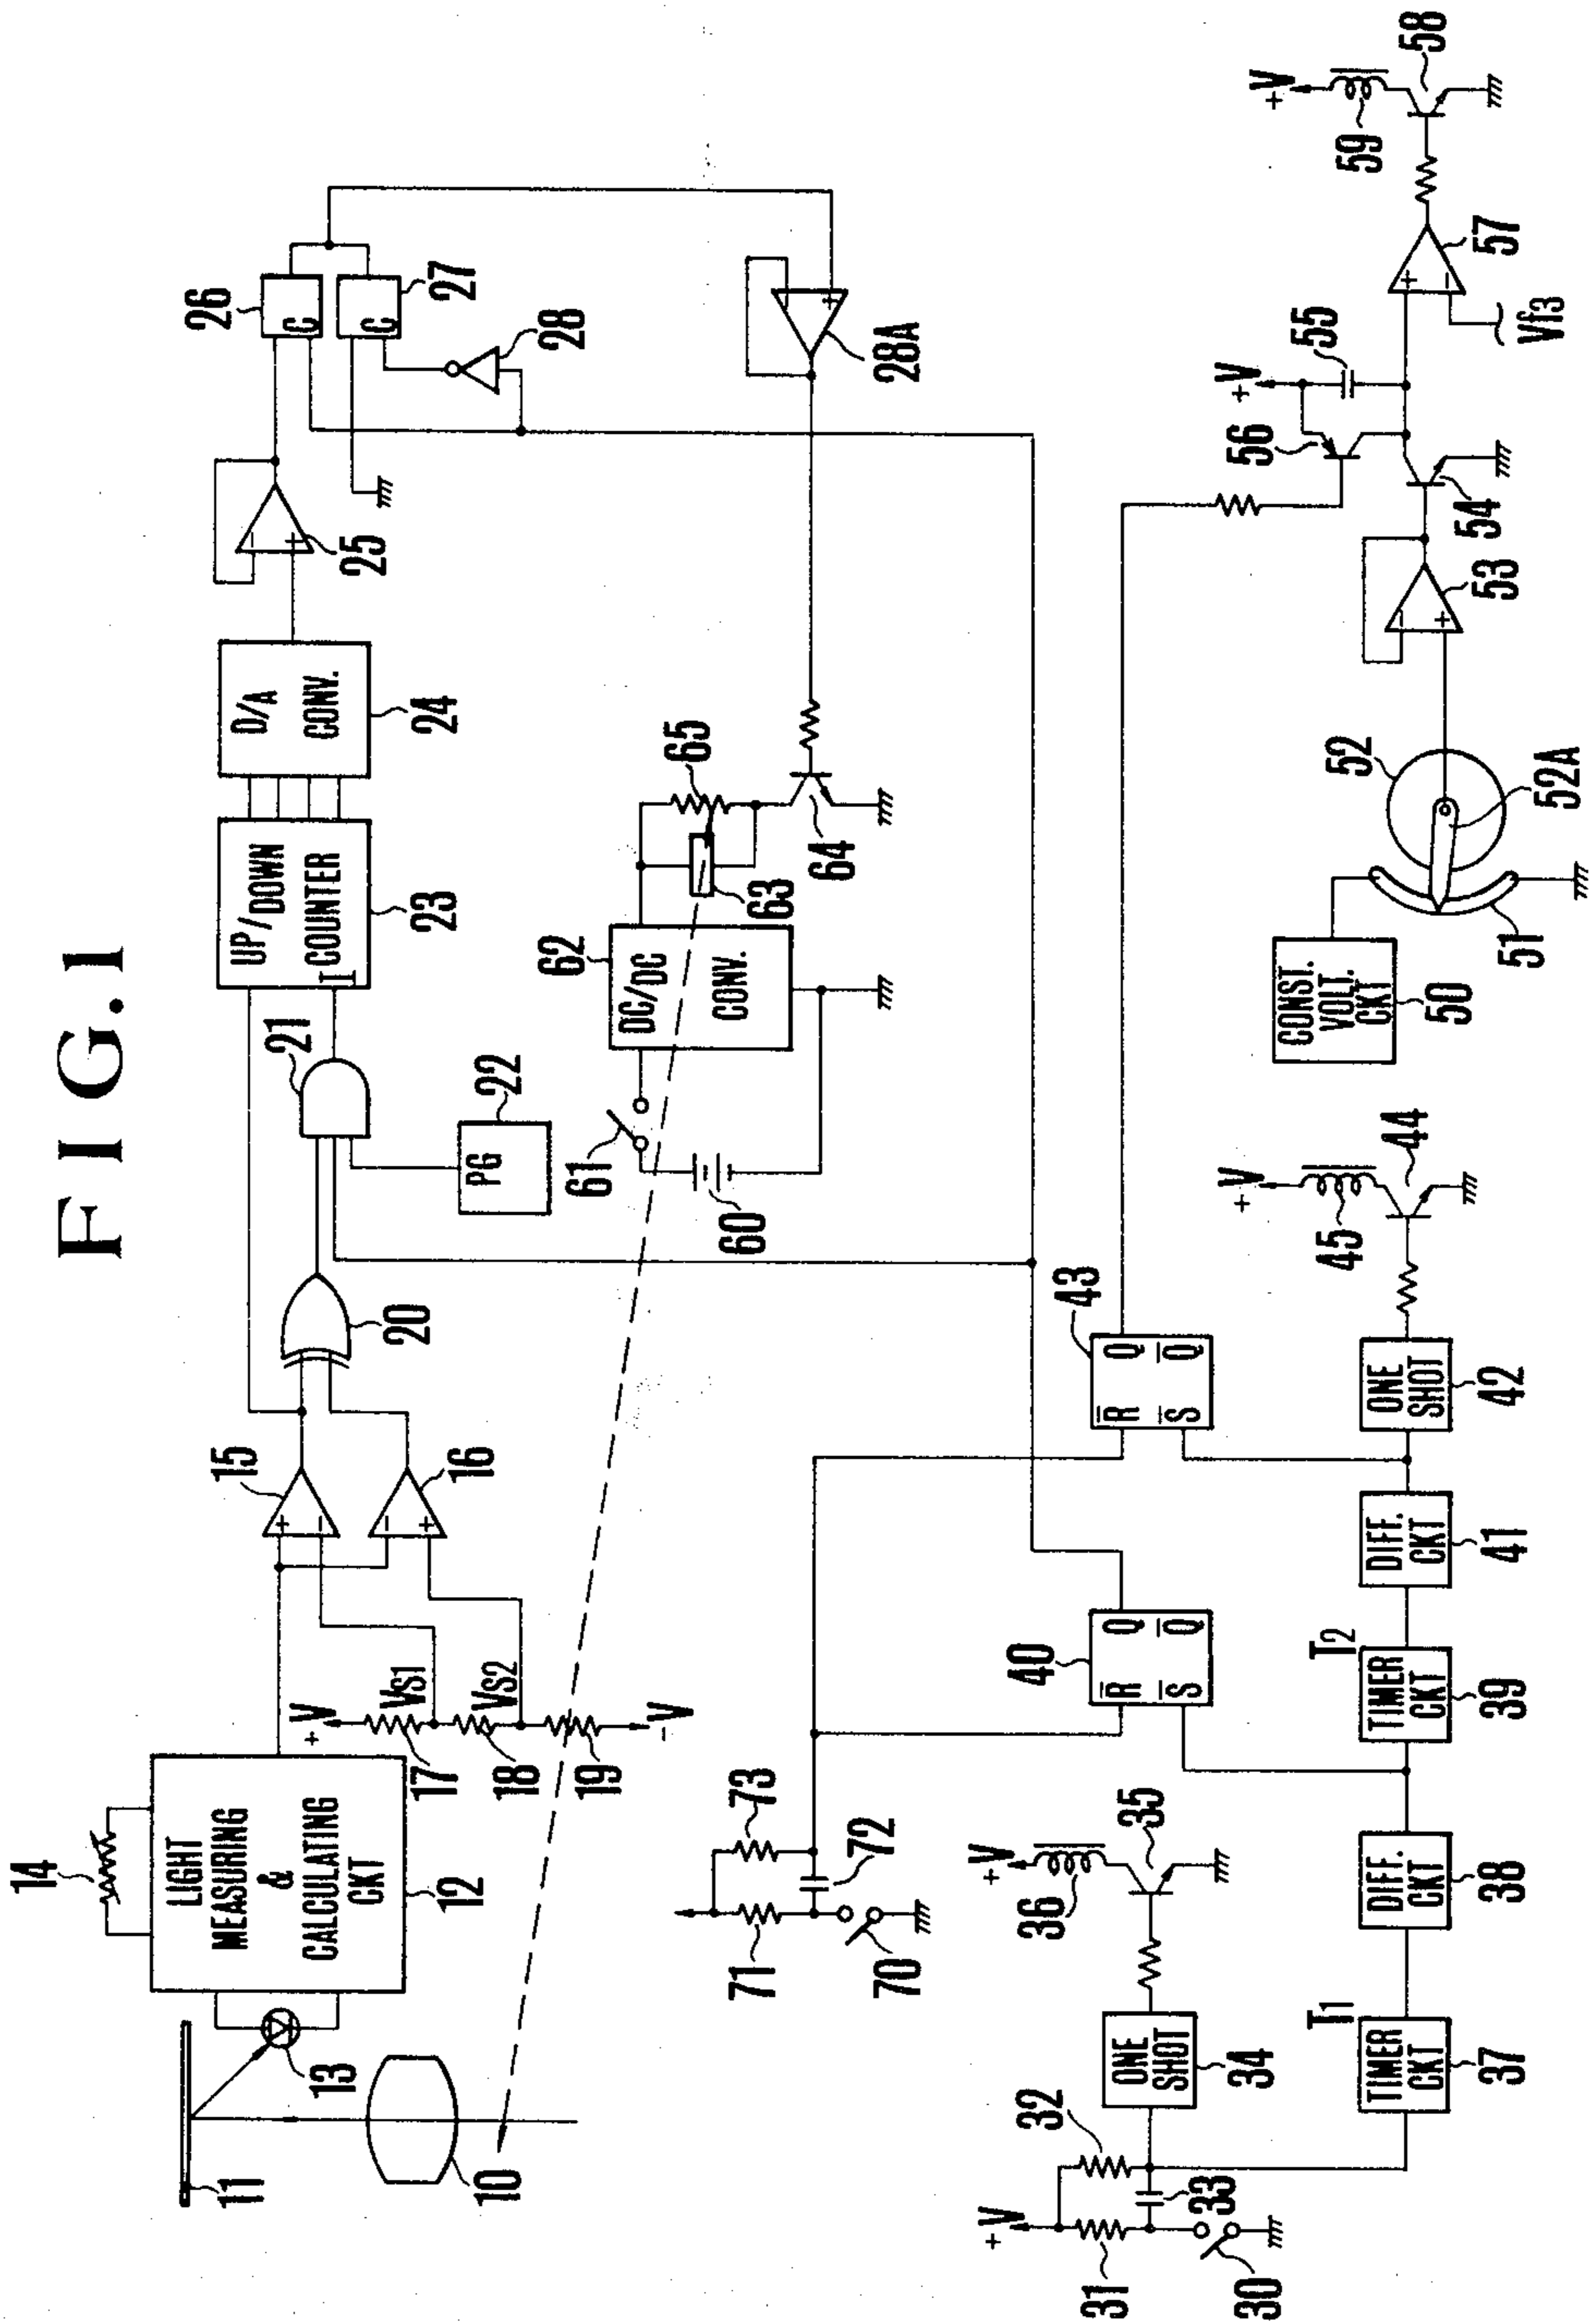 FIG.1
14
LIGHT
MEASURING
&
CALCULATING
CKT
12
11
13
10
+V
17
VS1
18
VS2
19
-V
15
+
-
16
-
+
20
21
PG
22
UP/DOWN
COUNTER
I
23
D/A
CONV.
24
25
-
+
26
C
27
C
28
28A
-
+
60
61
62
DC/DC
CONV.
63
65
64
71
73
72
70
40
R̅ Q
S̅ Q̅
43
R̅ Q
S̅ Q̅
+V
31
32
33
30
ONE
SHOT
34
+V
36
35
T1
TIMER
CKT
37
DIFF.
CKT
38
T2
TIMER
CKT
39
DIFF.
CKT
41
ONE
SHOT
42
+V
45
44
CONST.
VOLT.
CKT
50
51
52
52A
53
-
+
54
+V
55
56
57
+
-
Vf3
+V
59
58